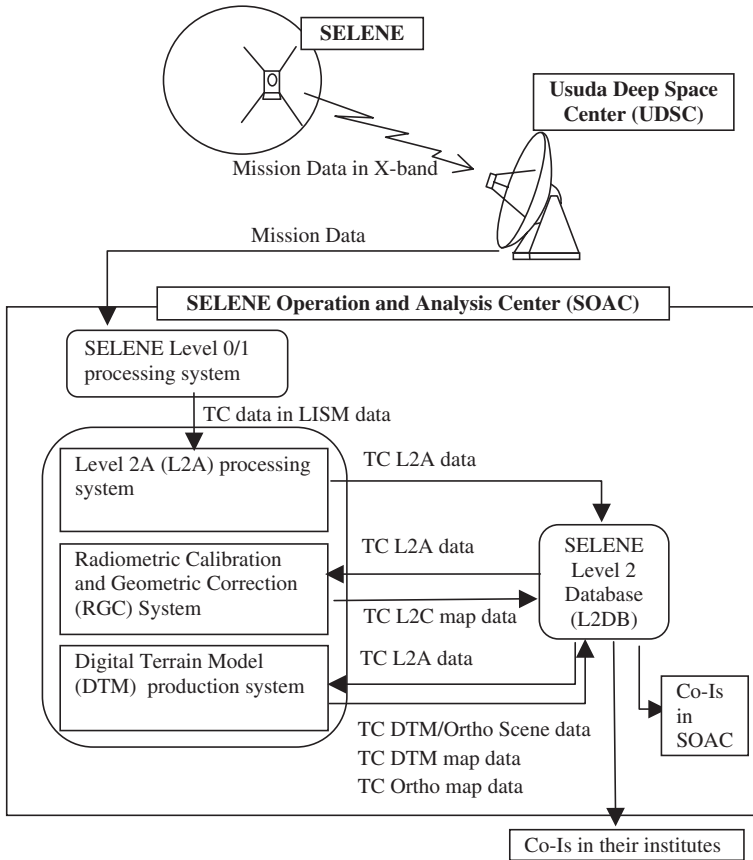 SELENE
Usuda Deep Space
Center (UDSC)
Mission Data in X-band
Mission Data
SELENE Operation and Analysis Center (SOAC)
SELENE Level 0/1
processing system
TC data in LISM data
Level 2A (L2A) processing
system
TC L2A data
Radiometric Calibration
and Geometric Correction
(RGC) System
TC L2A data
TC L2C map data
SELENE
Level 2
Database
(L2DB)
Digital Terrain Model
(DTM) production system
TC L2A data
TC DTM/Ortho Scene data
TC DTM map data
TC Ortho map data
Co-Is
in
SOAC
Co-Is in their institutes